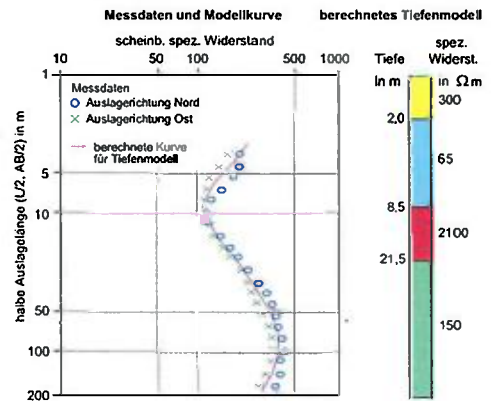 Messdaten und Modellkurve
berechnetes Tiefenmodell
scheinb. spez. Widerstand
10 50 100 500 1000
Tiefe
in m
spez.
Widerst.
in Ωm
1
5
10
50
100
200
halbe Auslagelänge (L/2, AB/2) in m
Messdaten
Auslagerichtung Nord
Auslagerichtung Ost
berechnete Kurve
für Tiefenmodell
300
2,0
65
8,5
2100
21,5
150